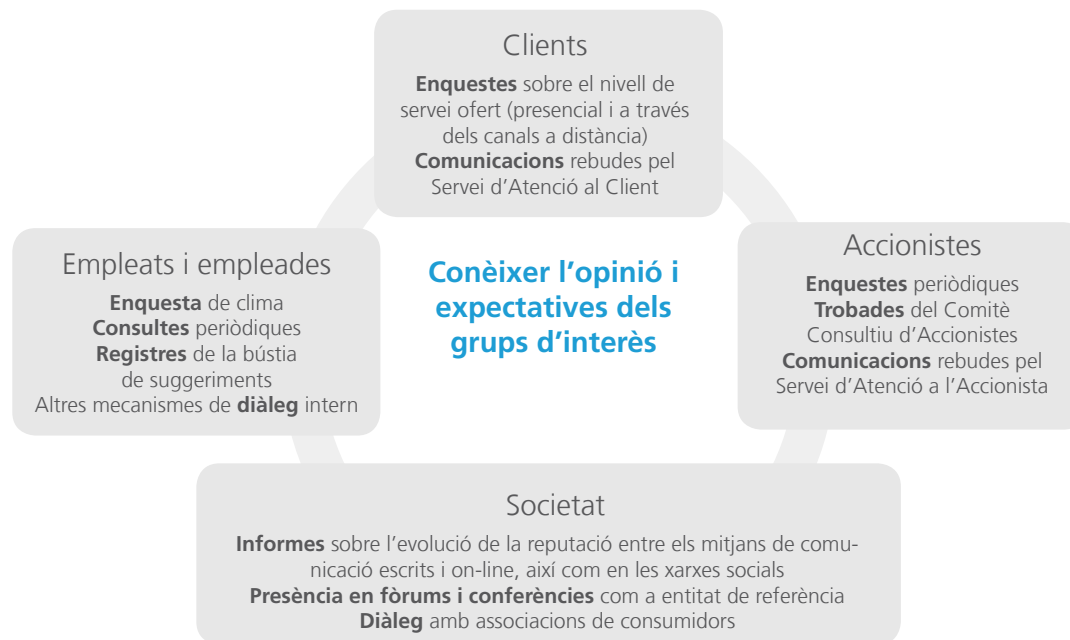 Clients
Enquestes sobre el nivell de
servei ofert (presencial i a través
dels canals a distància)
Comunicacions rebudes pel
Servei d’Atenció al Client
Empleats i empleades
Enquesta de clima
Consultes periòdiques
Registres de la bústia
de suggeriments
Altres mecanismes de diàleg intern
Conèixer l’opinió i
expectatives dels
grups d’interès
Accionistes
Enquestes periòdiques
Trobades del Comitè
Consultiu d’Accionistes
Comunicacions rebudes pel
Servei d’Atenció a l’Accionista
Societat
Informes sobre l’evolució de la reputació entre els mitjans de comu-
nicació escrits i on-line, així com en les xarxes socials
Presència en fòrums i conferències com a entitat de referència
Diàleg amb associacions de consumidors